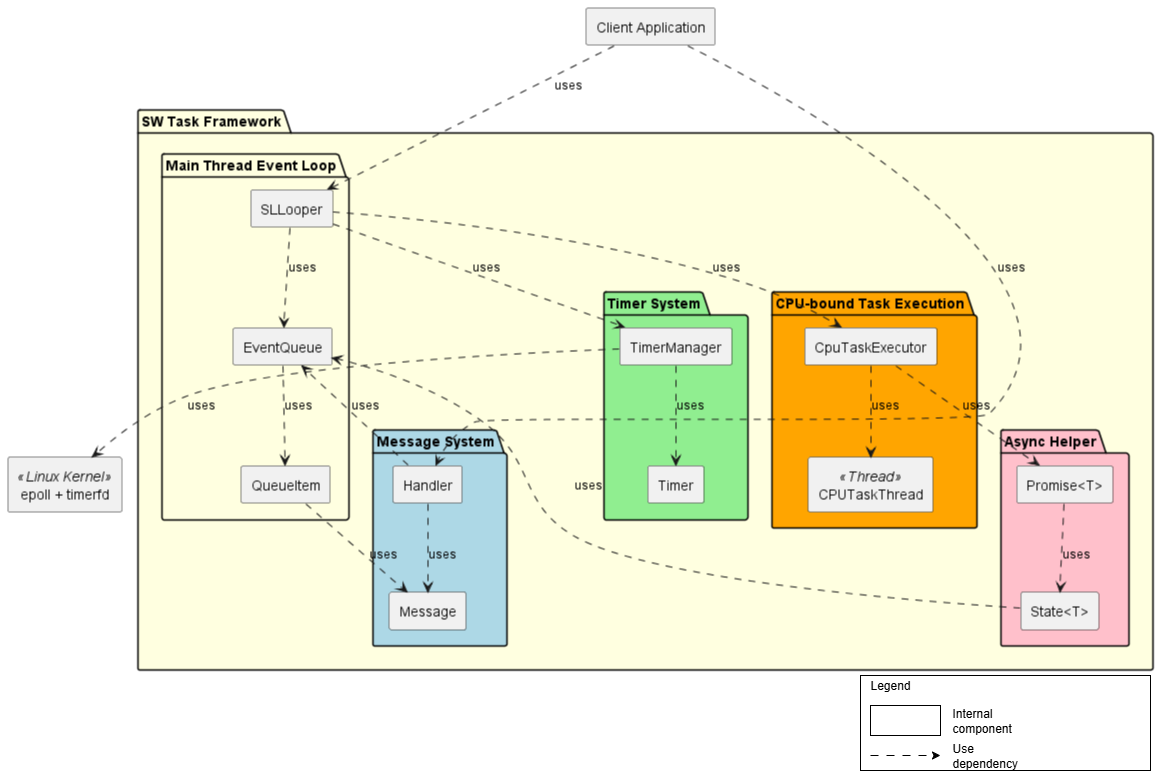 Client Application
uses
SW Task Framework
Main Thread Event Loop
SLLooper
uses
uses
uses
uses
Timer System
CPU-bound Task Execution
EventQueue
TimerManager
CpuTaskExecutor
uses
uses
uses
uses
uses
uses
Message System
Async Helper
«Linux Kernel»
epoll + timerfd
QueueItem
Handler
uses
Timer
«Thread»
CPUTaskThread
Promise<T>
uses
uses
uses
Message
State<T>
Legend
Internal
component
Use
dependency